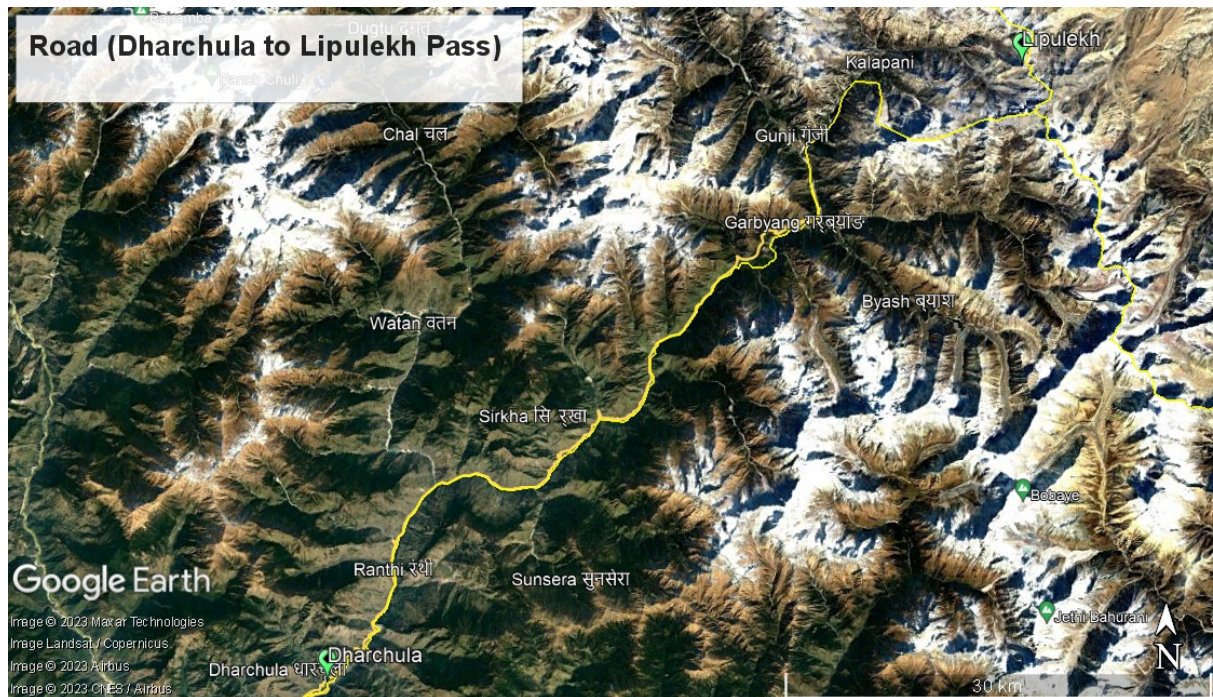 Road (Dharchula to Lipulekh Pass)
Lipulekh
Kalapani
Chal चल
Gunji गुंजी
Garbyang गर्ब्यांङ
Byash ब्याश
Watan वतन
Sirkha सिर्खा
Bobaye
Ranthi रंथी
Sunsera सुनसेरा
Google Earth
Jethi Bahurani
Image © 2023 Maxar Technologies
Image Landsat / Copernicus
Image © 2023 Airbus
Image © 2023 CNES / Airbus
Dharchula
Dharchula
N
30 km